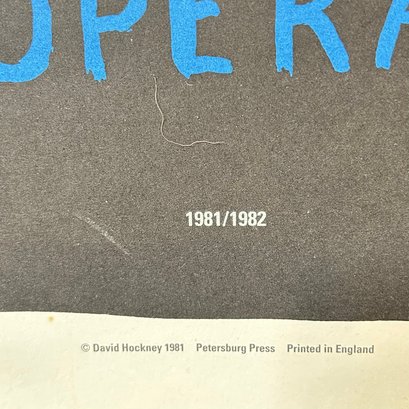 OPERA
1981/1982
© David Hockney 1981 Petersburg Press Printed in England